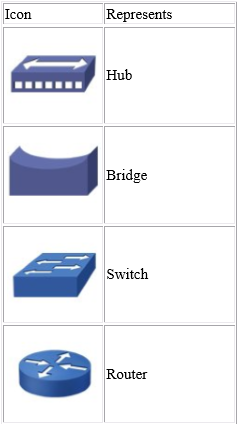 Icon Represents
Hub
Bridge
Switch
Router